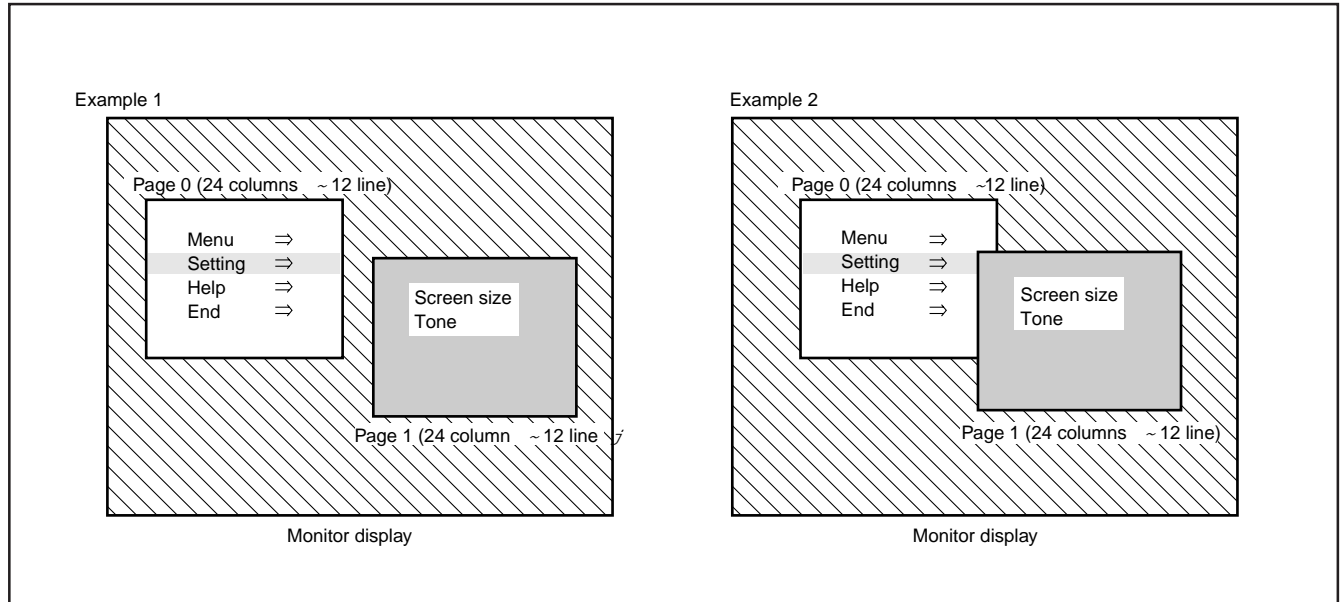 Example 1
Page 0 (24 columns ~ 12 line)
Menu ⇒
Setting ⇒
Help ⇒
End ⇒
Screen size
Tone
Page 1 (24 column ~ 12 line j
Monitor display
Example 2
Page 0 (24 columns ~12 line)
Menu ⇒
Setting ⇒
Help ⇒
End ⇒
Screen size
Tone
Page 1 (24 columns ~ 12 line)
Monitor display